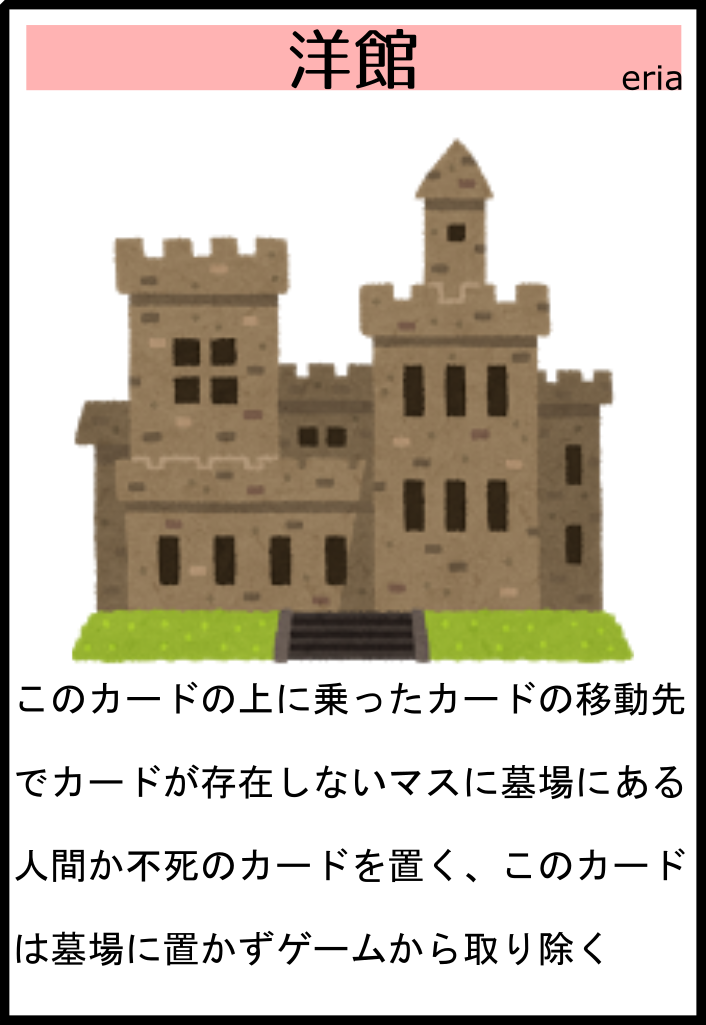 洋館
eria
このカードの上に乗ったカードの移動先
でカードが存在しないマスに墓場にある
人間か不死のカードを置く、このカード
は墓場に置かずゲームから取り除く